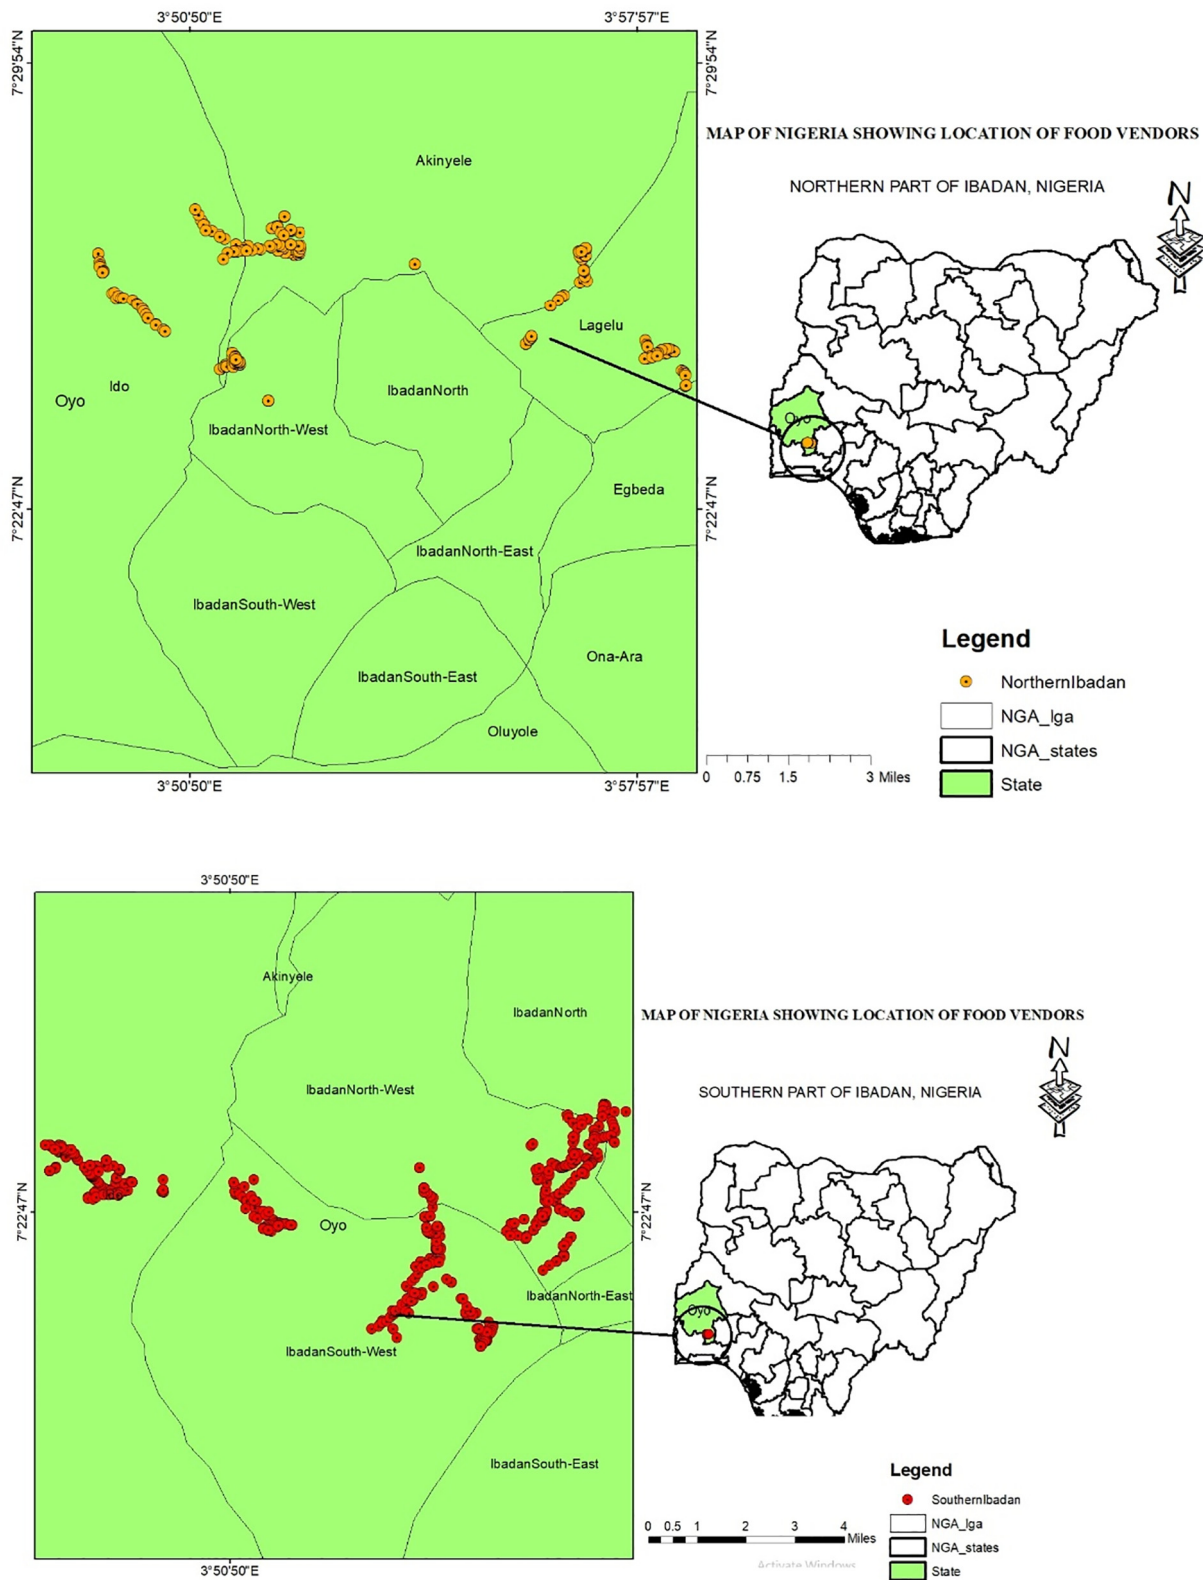 3°50'50"E
3°57'57"E
7°29'54"N
7°29'54"N
MAP OF NIGERIA SHOWING LOCATION OF FOOD VENDORS
Akinyele
NORTHERN PART OF IBADAN, NIGERIA
N
Lagelu
Ido
Oyo
IbadanNorth
IbadanNorth-West
Oyo
Egbeda
7°22'47"N
7°22'47"N
IbadanNorth-East
IbadanSouth-West
Ona-Ara
IbadanSouth-East
Oluyole
Legend
NorthernIbadan
NGA_lga
NGA_states
State
0 0.75 1.5 3 Miles
3°50'50"E
3°57'57"E
3°50'50"E
Akinyele
IbadanNorth
MAP OF NIGERIA SHOWING LOCATION OF FOOD VENDORS
N
IbadanNorth-West
SOUTHERN PART OF IBADAN, NIGERIA
Ido
7°22'47"N
7°22'47"N
Oyo
IbadanNorth-East
Oyo
IbadanSouth-West
IbadanSouth-East
Legend
SouthernIbadan
NGA_lga
NGA_states
State
0 0.5 1 2 3 4 Miles
Activate Windows
3°50'50"E